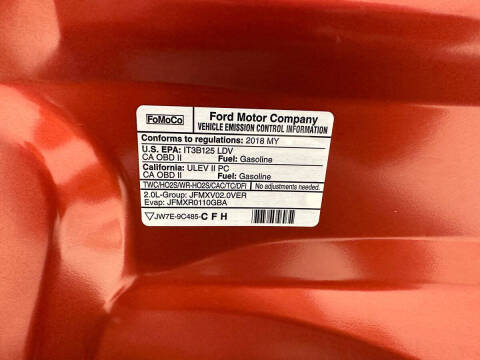 FoMoCo
Ford Motor Company
VEHICLE EMISSION CONTROL INFORMATION
Conforms to regulations: 2018 MY
U.S. EPA: IT3B125 LDV
CA OBD II Fuel: Gasoline
California: ULEV II PC
CA OBD II Fuel: Gasoline
TWC/HO2S/WR-HO2S/CAC/TC/DFI No adjustments needed.
2.0L-Group: JFMXV02.0VER
Evap: JFMXR0110GBA
JW7E-9C485-CFH